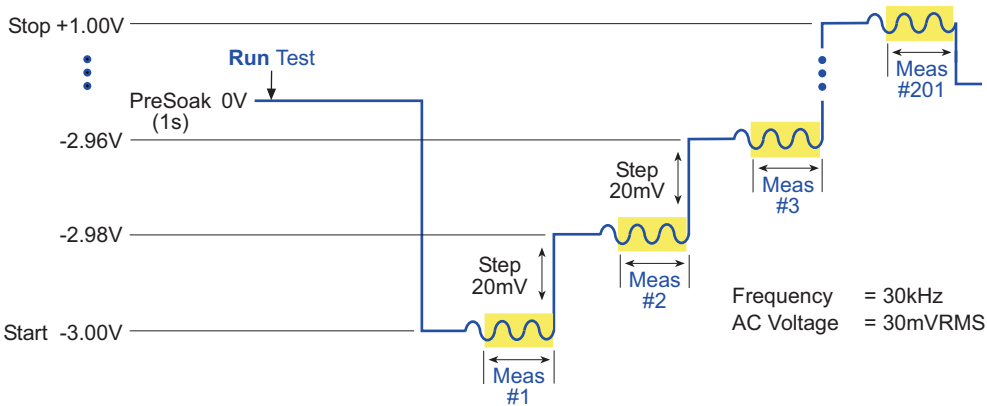 Stop +1.00V
Run Test
PreSoak 0V
(1s)
-2.96V
-2.98V
Start -3.00V
Step
20mV
Meas
#1
Step
20mV
Meas
#2
Meas
#3
Meas
#201
Frequency = 30kHz
AC Voltage = 30mVRMS